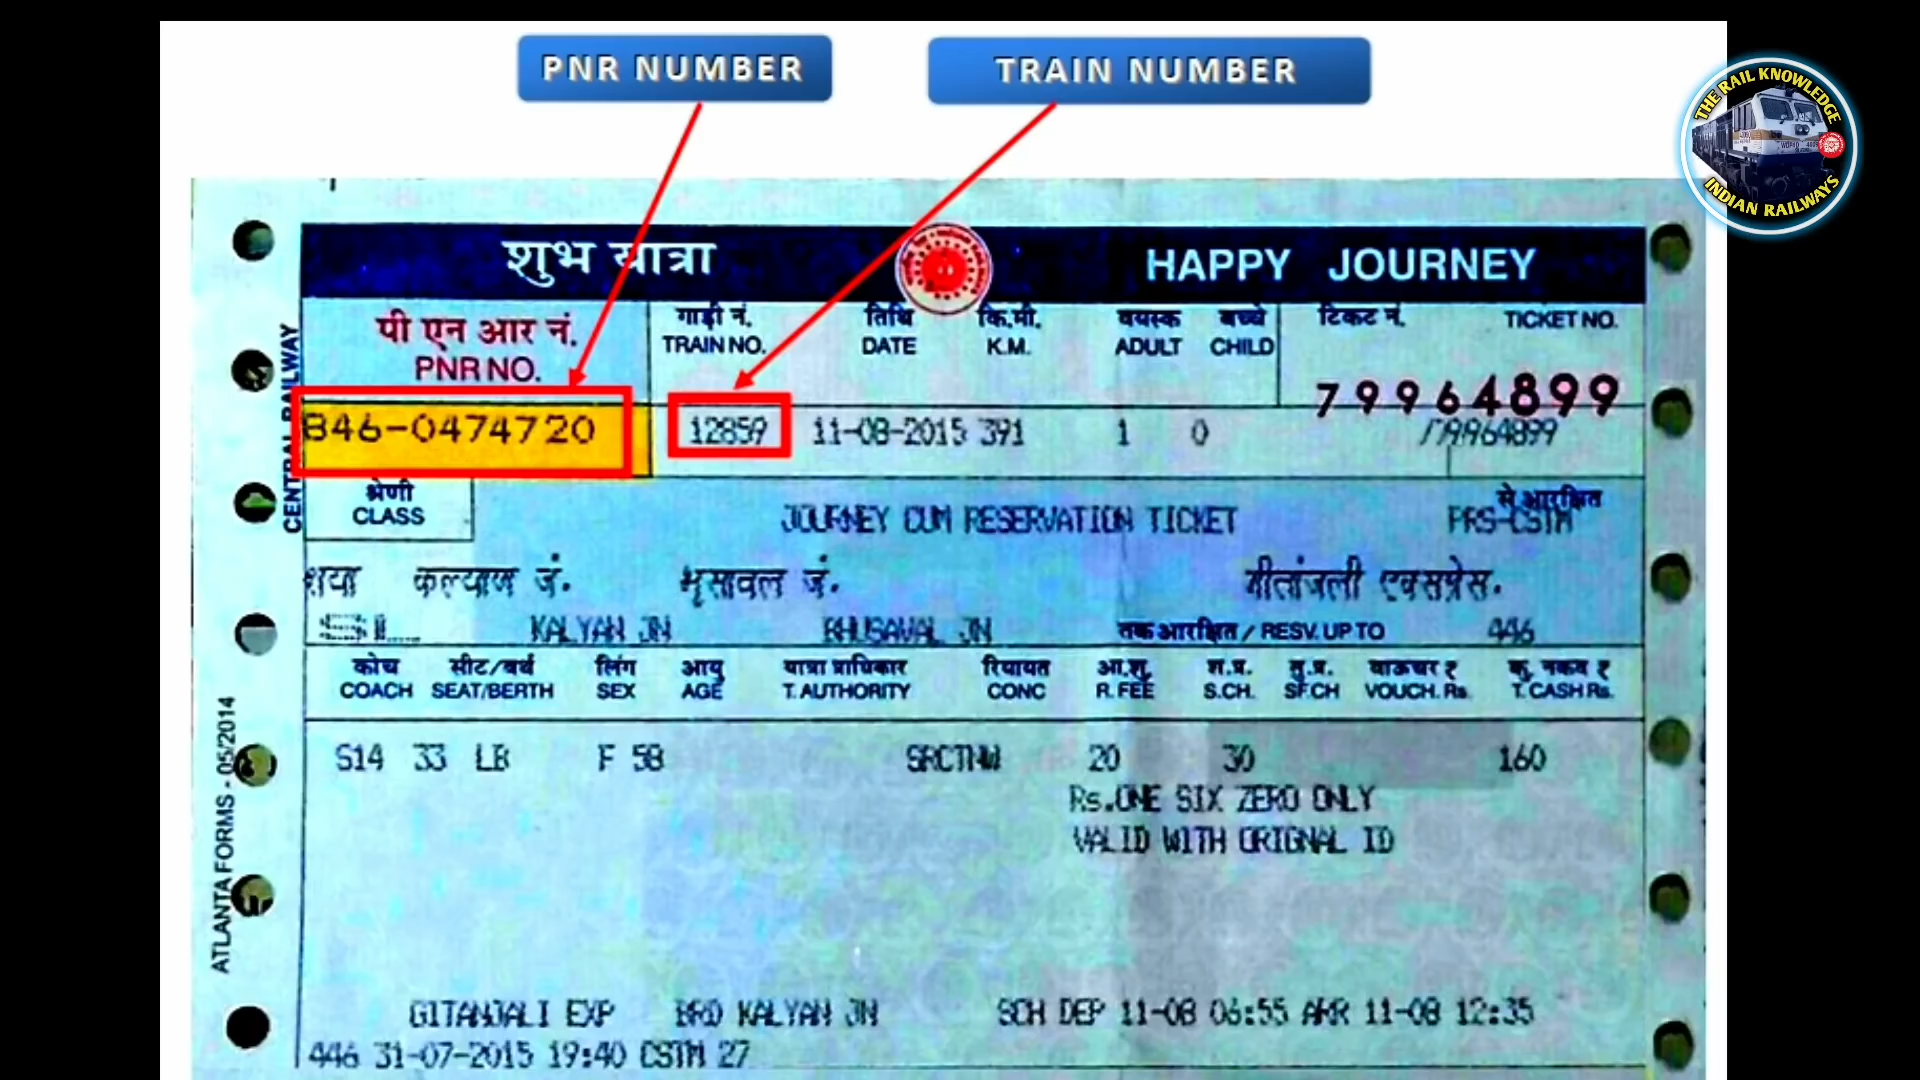 PNR NUMBER
TRAIN NUMBER
THE RAIL KNOWLEDGE
INDIAN RAILWAYS
शुभ यात्रा
HAPPY JOURNEY
पी एन आर नं.
PNR NO.
गाड़ी नं. तिथि कि.मी. वयस्क बच्चे टिकट नं. TICKET NO.
TRAIN NO. DATE K.M. ADULT CHILD
79964899
846-0474720 12859 11-08-2015 391 1 0 79964899
CENTRAL RAILWAY
श्रेणी
CLASS
JOURNEY CUM RESERVATION TICKET
से आरक्षित
PRS-CSTM
शया कल्याण जं. भुसावल जं. गीतांजली एक्सप्रेस.
SL KALYAN JN BHUSAVAL JN तक आरक्षित / RESV. UP TO 446
कोच सीट/बर्थ लिंग आयु यात्रा प्राधिकार रियायत आ.शु. स.प्र. सु.प्र. वाऊचर ₹ कु. नकद ₹
COACH SEAT/BERTH SEX AGE T. AUTHORITY CONC R. FEE S.CH. SF.CH VOUCH. Rs. T. CASH Rs.
S14 33 LB F 58 SRCTNW 20 30 160
Rs.ONE SIX ZERO ONLY
VALID WITH ORIGNAL ID
ATLANTA FORMS - 05/2014
GITANJALI EXP BRD KALYAN JN SCH DEP 11-08 06:55 ARR 11-08 12:35
446 31-07-2015 19:40 CSTM 27